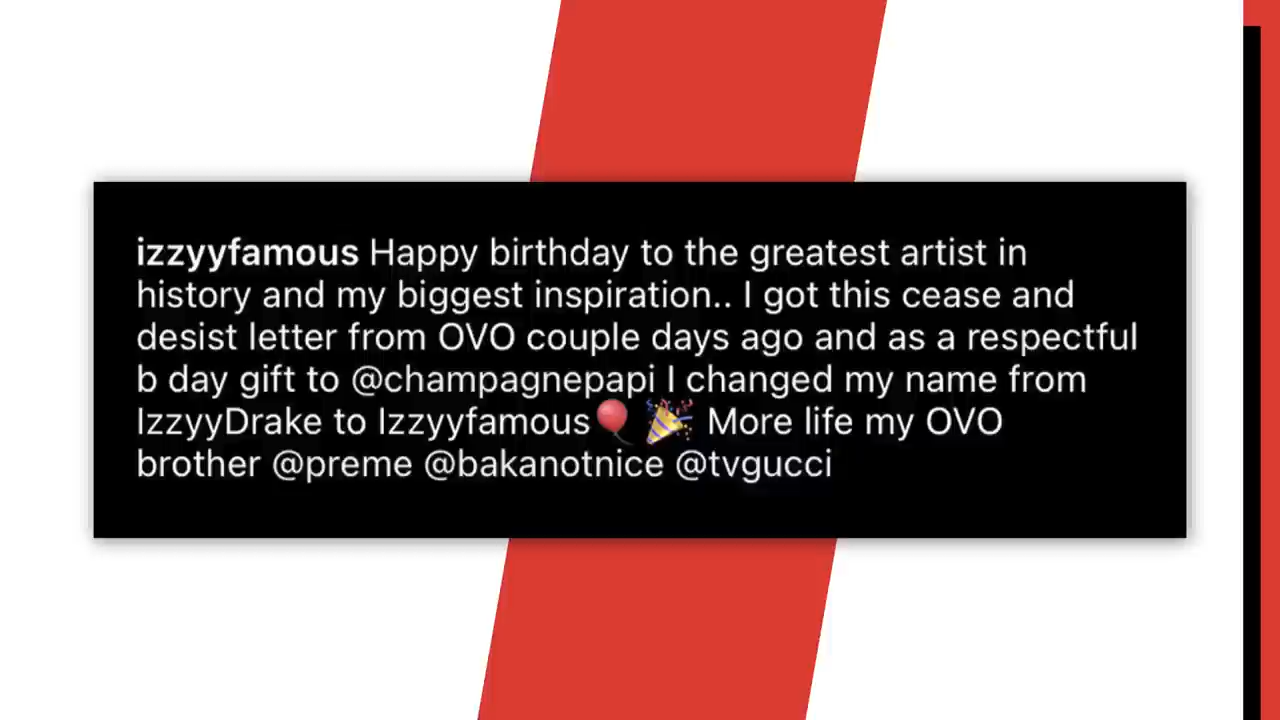 izzyyfamous Happy birthday to the greatest artist in
history and my biggest inspiration.. I got this cease and
desist letter from OVO couple days ago and as a respectful
b day gift to @champagnepapi I changed my name from
IzzyyDrake to Izzyyfamous🎈🎉 More life my OVO
brother @preme @bakanotnice @tvgucci